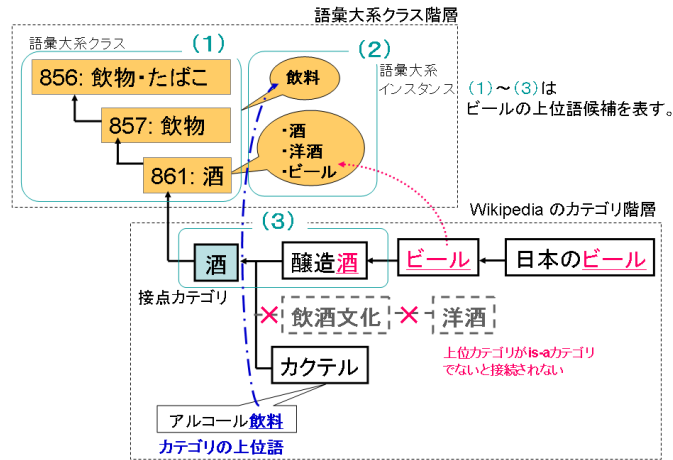 語彙大系クラス階層
語彙大系クラス
(1)
(2)
856: 飲物・たばこ
飲料
語彙大系
インスタンス
(1)~(3)は
ビールの上位語候補を表す。
857: 飲物
・酒
・洋酒
・ビール
861: 酒
Wikipedia のカテゴリ階層
(3)
酒
醸造酒
ビール
日本のビール
接点カテゴリ
飲酒文化
洋酒
上位カテゴリがis-aカテゴリ
でないと接続されない
カクテル
アルコール飲料
カテゴリの上位語